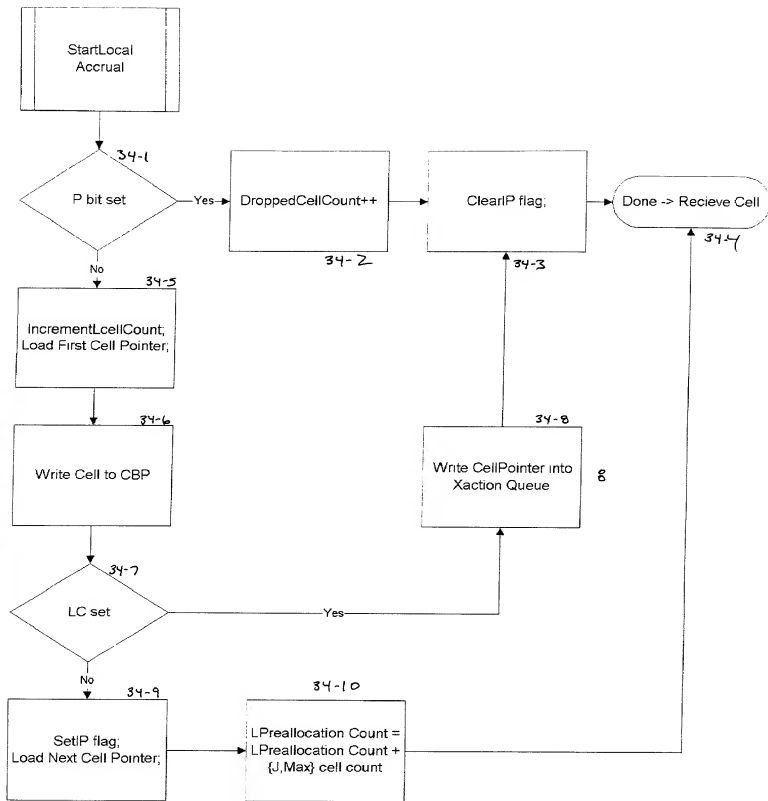 StartLocal
Accrual
34-1
P bit set
Yes
DroppedCellCount++
34-2
ClearIP flag;
34-3
Done -> Recieve Cell
34-4
No
34-5
IncrementLcellCount;
Load First Cell Pointer;
34-6
Write Cell to CBP
34-8
Write CellPointer into
Xaction Queue
8
34-7
LC set
Yes
No
34-9
SetIP flag;
Load Next Cell Pointer;
34-10
LPreallocation Count =
LPreallocation Count +
{J,Max} cell count